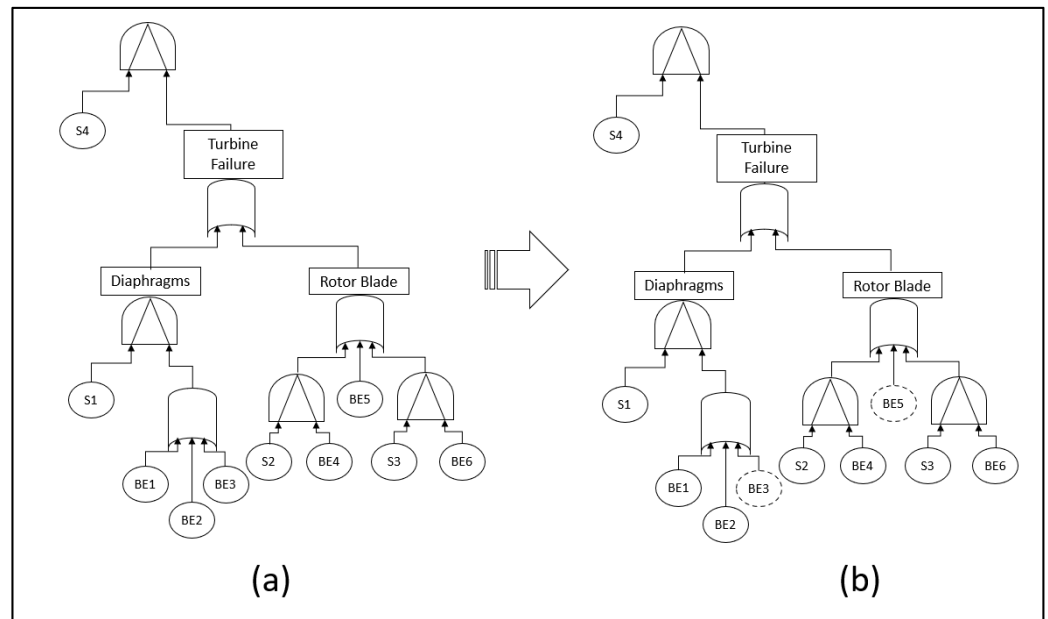 S4
Turbine
Failure
Diaphragms
Rotor Blade
S1
BE5
S2
BE4
S3
BE6
BE1
BE3
BE2
(a)
S4
Turbine
Failure
Diaphragms
Rotor Blade
S1
BE5
S2
BE4
S3
BE6
BE1
BE3
BE2
(b)